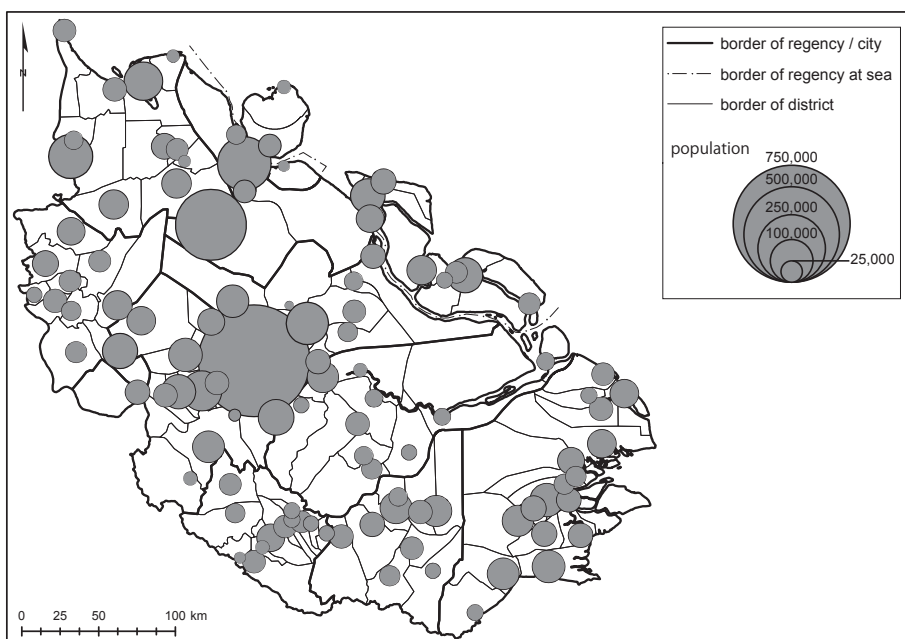 N
border of regency / city
border of regency at sea
border of district
population
750,000
500,000
250,000
100,000
25,000
0 25 50 100 km